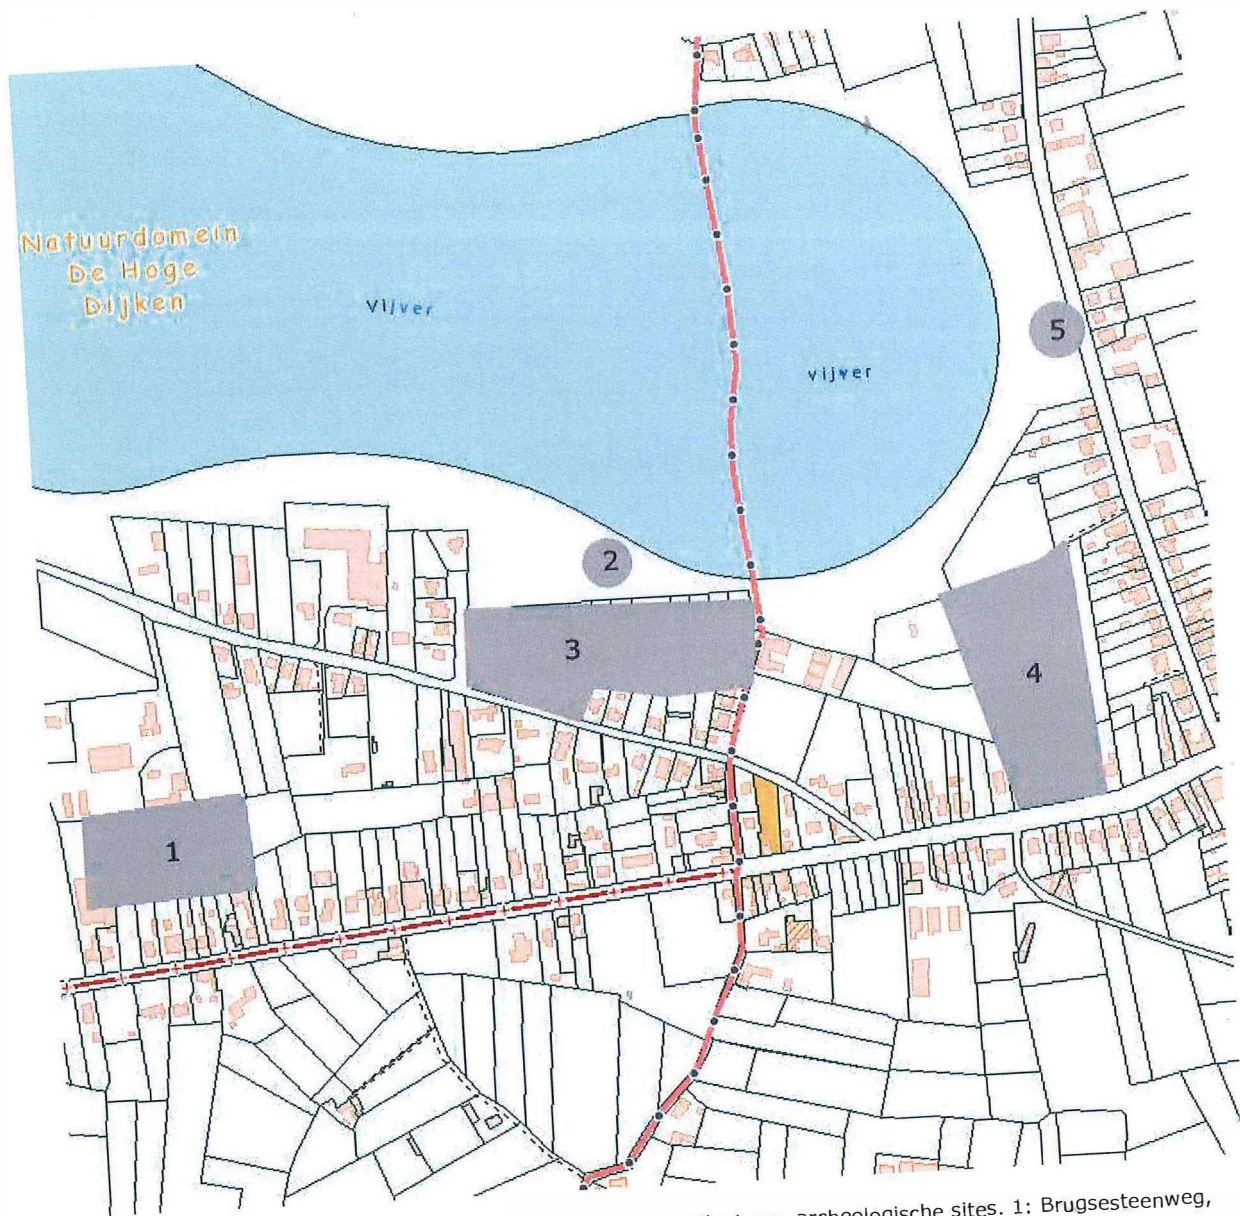 Natuurdomein
De Hoge
Dijken
Vijver
vijver
5
2
3
4
1
archeologische sites. 1: Brugsesteenweg,